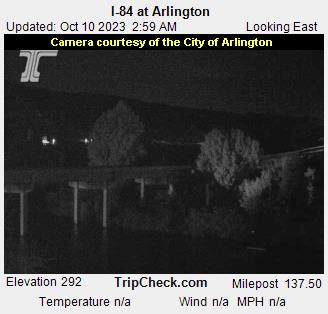 I-84 at Arlington
Updated: Oct 10 2023 2:59 AM Looking East
Camera courtesy of the City of Arlington
Elevation 292 TripCheck.com Milepost 137.50
Temperature n/a Wind n/a MPH n/a